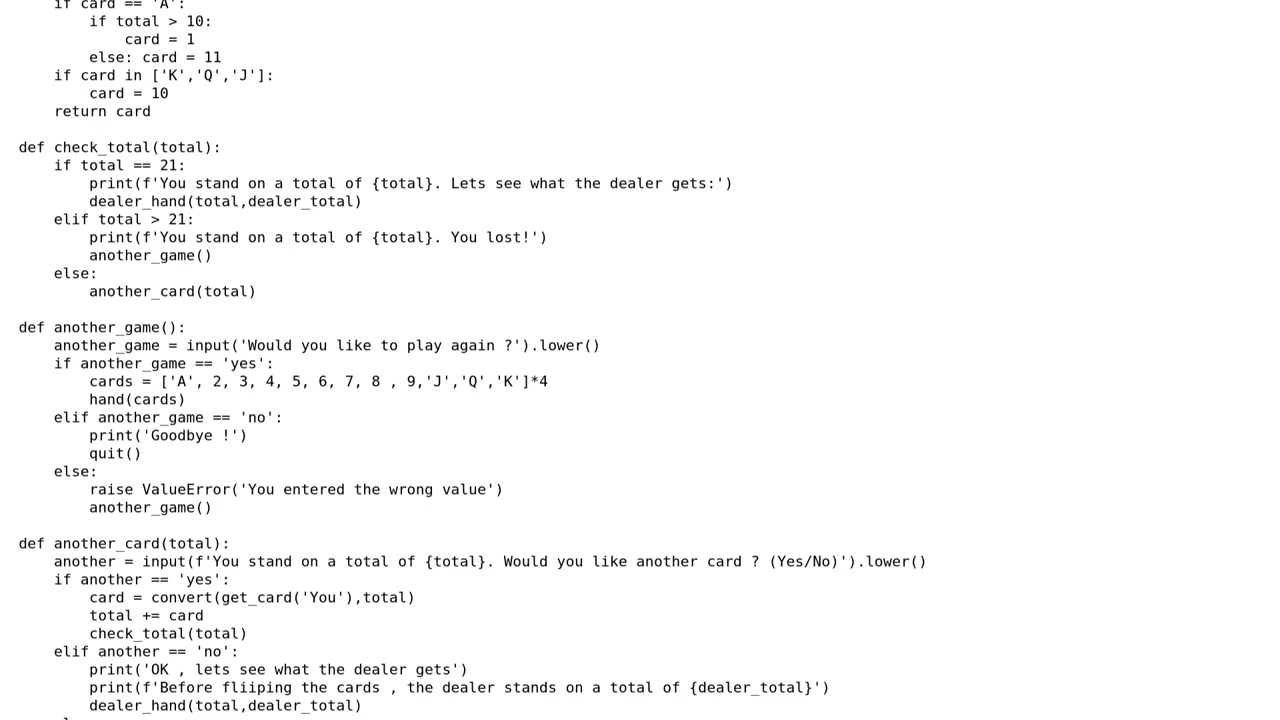 if card == 'A':
if total > 10:
card = 1
else: card = 11
if card in ['K','Q','J']:
card = 10
return card
def check_total(total):
if total == 21:
print(f'You stand on a total of {total}. Lets see what the dealer gets:')
dealer_hand(total,dealer_total)
elif total > 21:
print(f'You stand on a total of {total}. You lost!')
another_game()
else:
another_card(total)
def another_game():
another_game = input('Would you like to play again ?').lower()
if another_game == 'yes':
cards = ['A', 2, 3, 4, 5, 6, 7, 8 , 9,'J','Q','K']*4
hand(cards)
elif another_game == 'no':
print('Goodbye !')
quit()
else:
raise ValueError('You entered the wrong value')
another_game()
def another_card(total):
another = input(f'You stand on a total of {total}. Would you like another card ? (Yes/No)').lower()
if another == 'yes':
card = convert(get_card('You'),total)
total += card
check_total(total)
elif another == 'no':
print('OK , lets see what the dealer gets')
print(f'Before fliiping the cards , the dealer stands on a total of {dealer_total}')
dealer_hand(total,dealer_total)